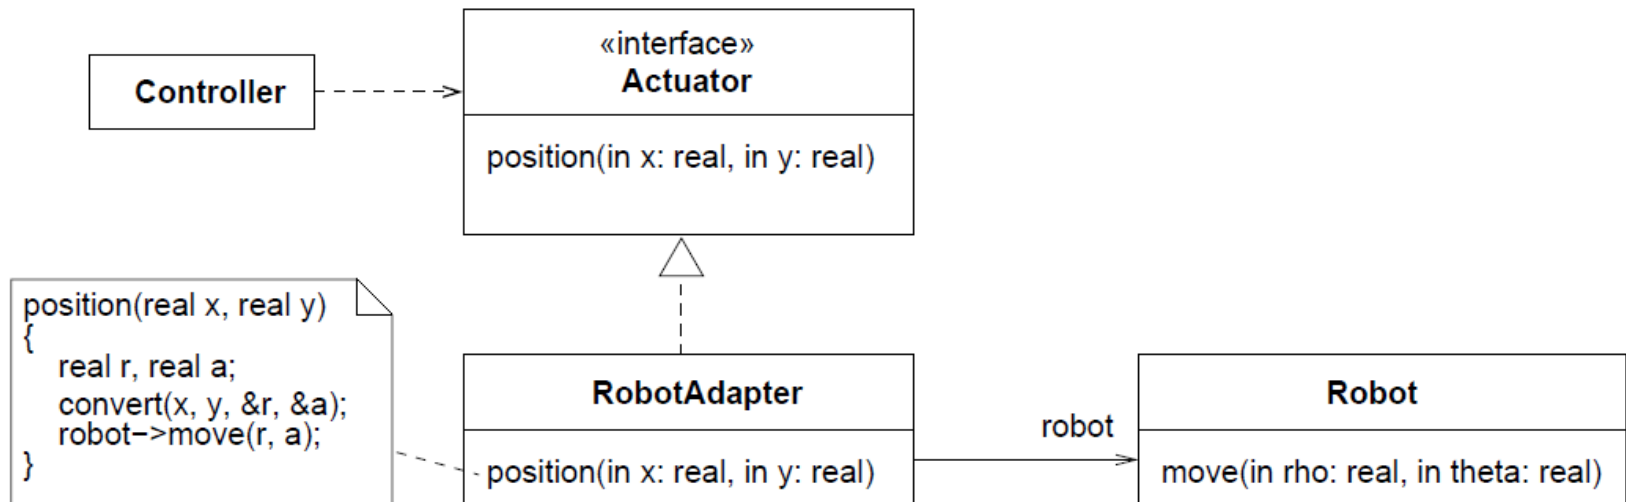 Controller
«interface»
Actuator
position(in x: real, in y: real)
position(real x, real y)
{
real r, real a;
convert(x, y, &r, &a);
robot−>move(r, a);
}
RobotAdapter
position(in x: real, in y: real)
robot
Robot
move(in rho: real, in theta: real)